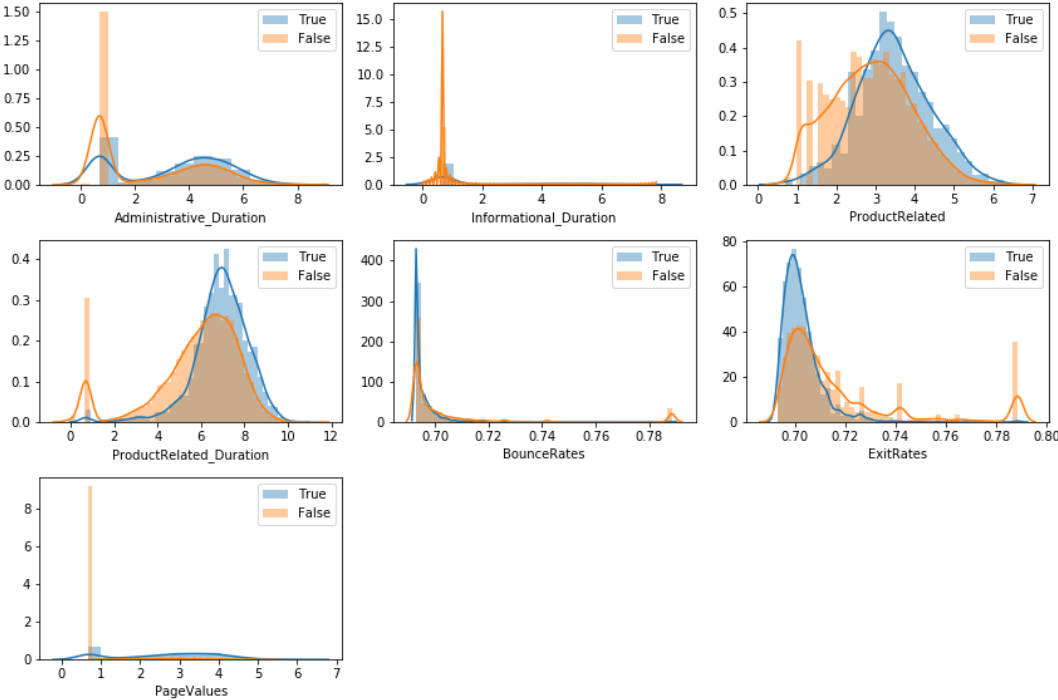 1.50
1.25
1.00
0.75
0.50
0.25
0.00
True
False
0 2 4 6 8
Administrative_Duration
15.0
12.5
10.0
7.5
5.0
2.5
0.0
True
False
0 2 4 6 8
Informational_Duration
0.5
0.4
0.3
0.2
0.1
0.0
True
False
0 1 2 3 4 5 6 7
ProductRelated
0.4
0.3
0.2
0.1
0.0
True
False
0 2 4 6 8 10 12
ProductRelated_Duration
400
300
200
100
0
True
False
0.70 0.72 0.74 0.76 0.78
BounceRates
80
60
40
20
0
True
False
0.70 0.72 0.74 0.76 0.78 0.80
ExitRates
8
6
4
2
0
True
False
0 1 2 3 4 5 6 7
PageValues